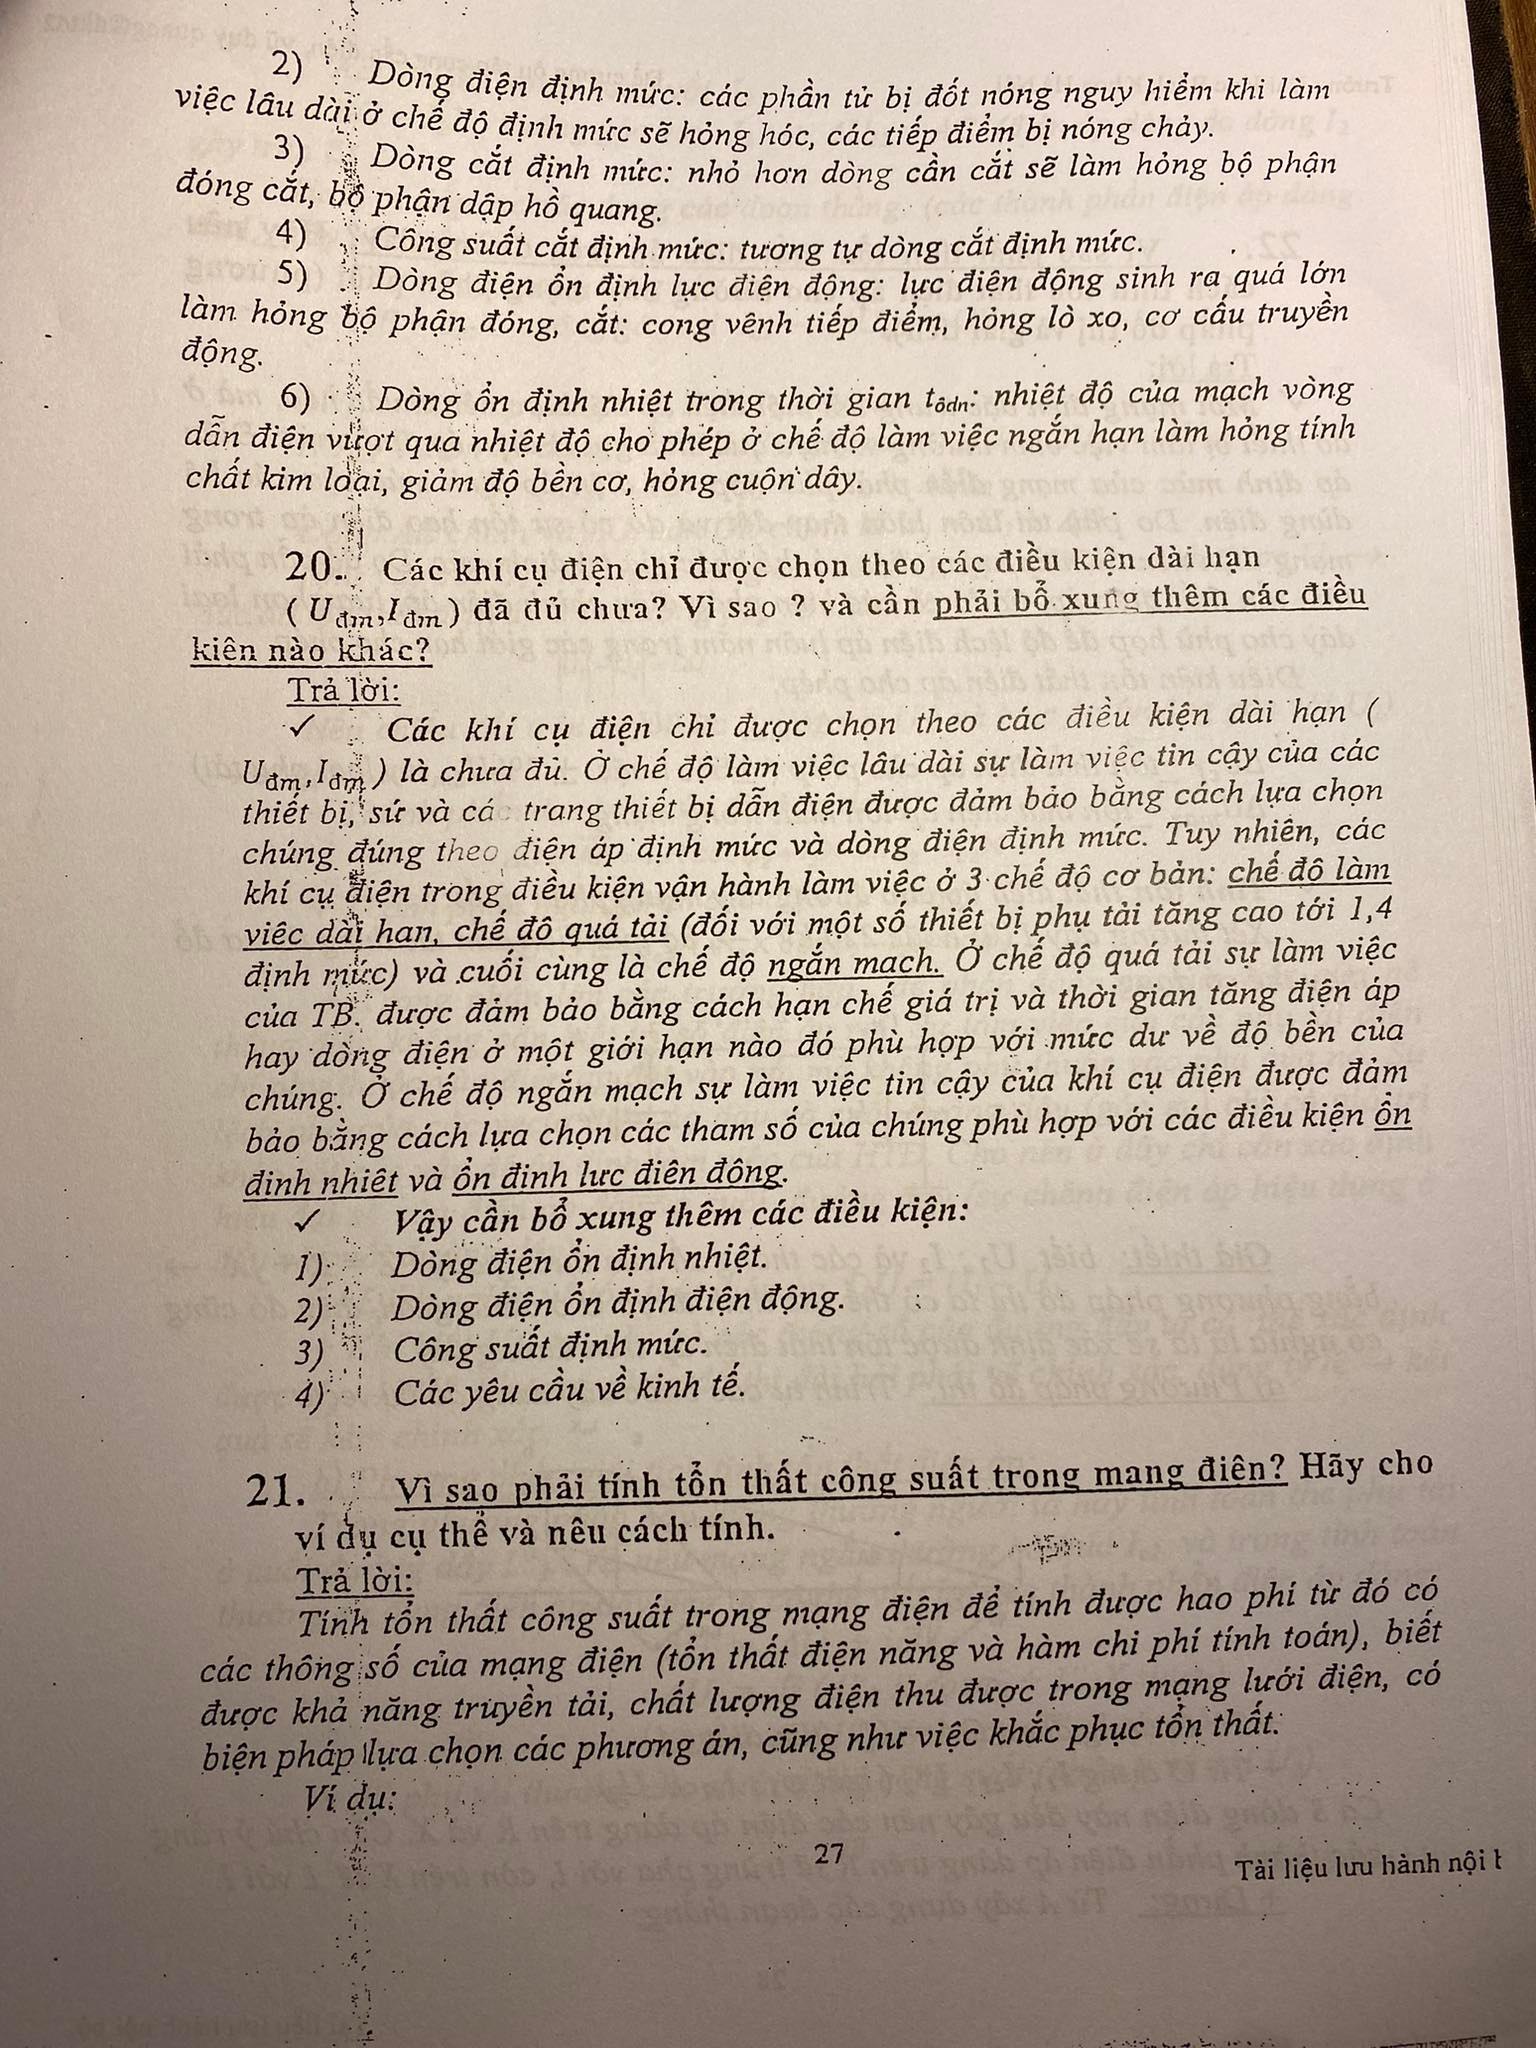 2) Dòng điện định mức: các phần tử bị đốt nóng nguy hiểm khi làm
việc lâu dài ở chế độ định mức sẽ hỏng hóc, các tiếp điểm bị nóng chảy.
3) Dòng cắt định mức: nhỏ hơn dòng cần cắt sẽ làm hỏng bộ phận
đóng cắt, bộ phận dập hồ quang.
4) Công suất cắt định mức: tương tự dòng cắt định mức.
5) Dòng điện ổn định lực điện động: lực điện động sinh ra quá lớn
làm hỏng bộ phận đóng, cắt: cong vênh tiếp điểm, hỏng lò xo, cơ cấu truyền
động.
6) Dòng ổn định nhiệt trong thời gian tôdn: nhiệt độ của mạch vòng
dẫn điện vượt qua nhiệt độ cho phép ở chế độ làm việc ngắn hạn làm hỏng tính
chất kim loại, giảm độ bền cơ, hỏng cuộn dây.
20. Các khí cụ điện chỉ được chọn theo các điều kiện dài hạn
( Uđm,Iđm ) đã đủ chưa? Vì sao ? và cần phải bổ xung thêm các điều
kiện nào khác?
Trả lời:
✓ Các khí cụ điện chỉ được chọn theo các điều kiện dài hạn (
Uđm,Iđm ) là chưa đủ. Ở chế độ làm việc lâu dài sự làm việc tin cậy của các
thiết bị, sứ và các trang thiết bị dẫn điện được đảm bảo bằng cách lựa chọn
chúng đúng theo điện áp định mức và dòng điện định mức. Tuy nhiên, các
khí cụ điện trong điều kiện vận hành làm việc ở 3 chế độ cơ bản: chế độ làm
việc dài hạn, chế độ quá tải (đối với một số thiết bị phụ tải tăng cao tới 1,4
định mức) và cuối cùng là chế độ ngắn mạch. Ở chế độ quá tải sự làm việc
của TB. được đảm bảo bằng cách hạn chế giá trị và thời gian tăng điện áp
hay dòng điện ở một giới hạn nào đó phù hợp với mức dư về độ bền của
chúng. Ở chế độ ngắn mạch sự làm việc tin cậy của khí cụ điện được đảm
bảo bằng cách lựa chọn các tham số của chúng phù hợp với các điều kiện ổn
định nhiệt và ổn định lực điện động.
✓ Vậy cần bổ xung thêm các điều kiện:
1) Dòng điện ổn định nhiệt.
2) Dòng điện ổn định điện động.
3) Công suất định mức.
4) Các yêu cầu về kinh tế.
21. Vì sao phải tính tổn thất công suất trong mạng điện? Hãy cho
ví dụ cụ thể và nêu cách tính.
Trả lời:
Tính tổn thất công suất trong mạng điện để tính được hao phí từ đó có
các thông số của mạng điện (tổn thất điện năng và hàm chi phí tính toán), biết
được khả năng truyền tải, chất lượng điện thu được trong mạng lưới điện, có
biện pháp lựa chọn các phương án, cũng như việc khắc phục tổn thất.
Ví dụ:
27
Tài liệu lưu hành nội